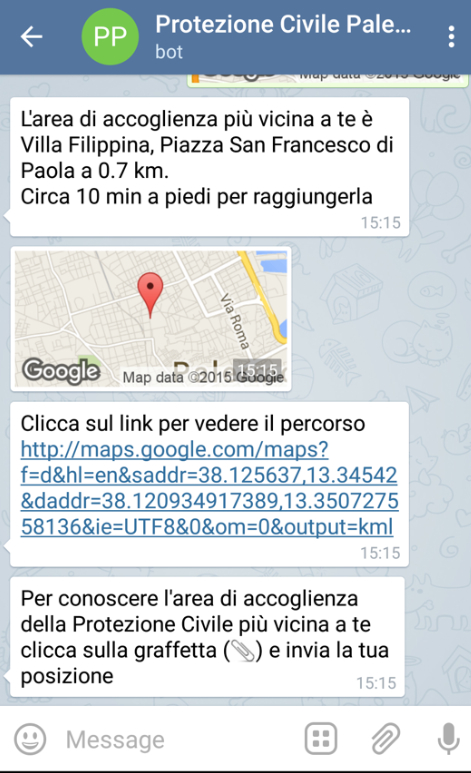 PP
Protezione Civile Pale...
bot
Google
Map data ©2015 Google
L'area di accoglienza più vicina a te è
Villa Filippina, Piazza San Francesco di
Paola a 0.7 km.
Circa 10 min a piedi per raggiungerla
15:15
Via Roma
Google
Map data ©2015 Google
15:15
Clicca sul link per vedere il percorso
http://maps.google.com/maps?
f=d&hl=en&saddr=38.125637,13.34542
&daddr=38.120934917389,13.3507275
58136&ie=UTF8&0&om=0&output=kml
15:15
Per conoscere l'area di accoglienza
della Protezione Civile più vicina a te
clicca sulla graffetta (📎) e invia la tua
posizione
15:15
Message